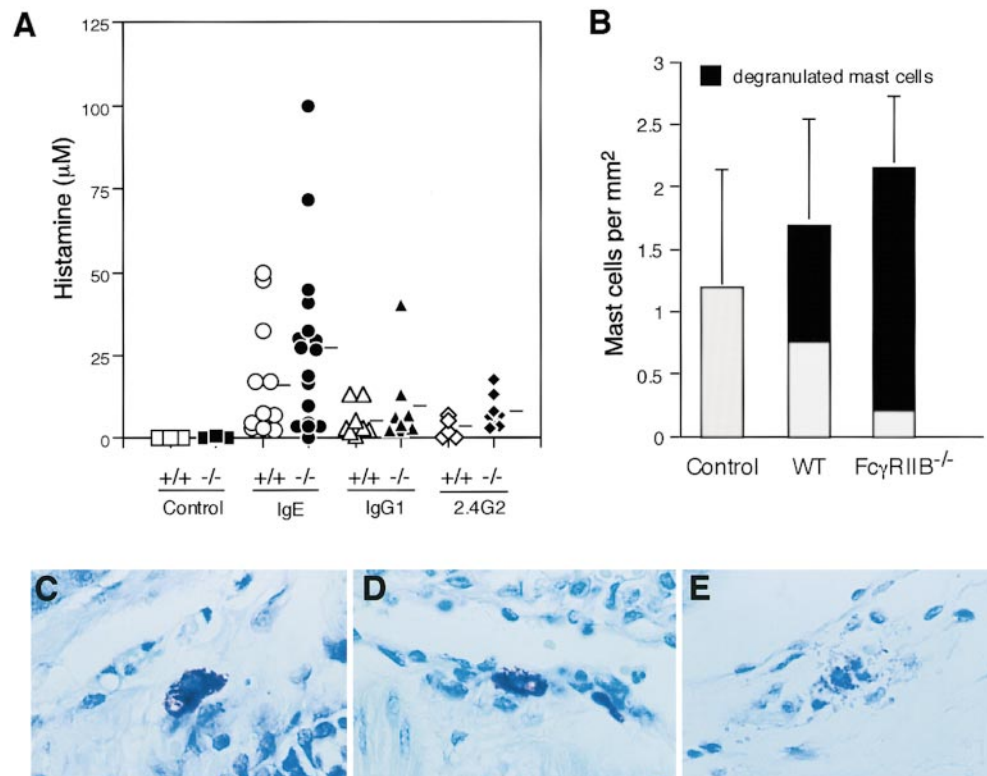 A
125
100
75
50
25
0
Histamine (µM)
+/+ -/- +/+ -/- +/+ -/- +/+ -/-
Control IgE IgG1 2.4G2
B
degranulated mast cells
3
2.5
2
1.5
1
0.5
0
Mast cells per mm²
Control WT FcγRIIB⁻/⁻
C D E